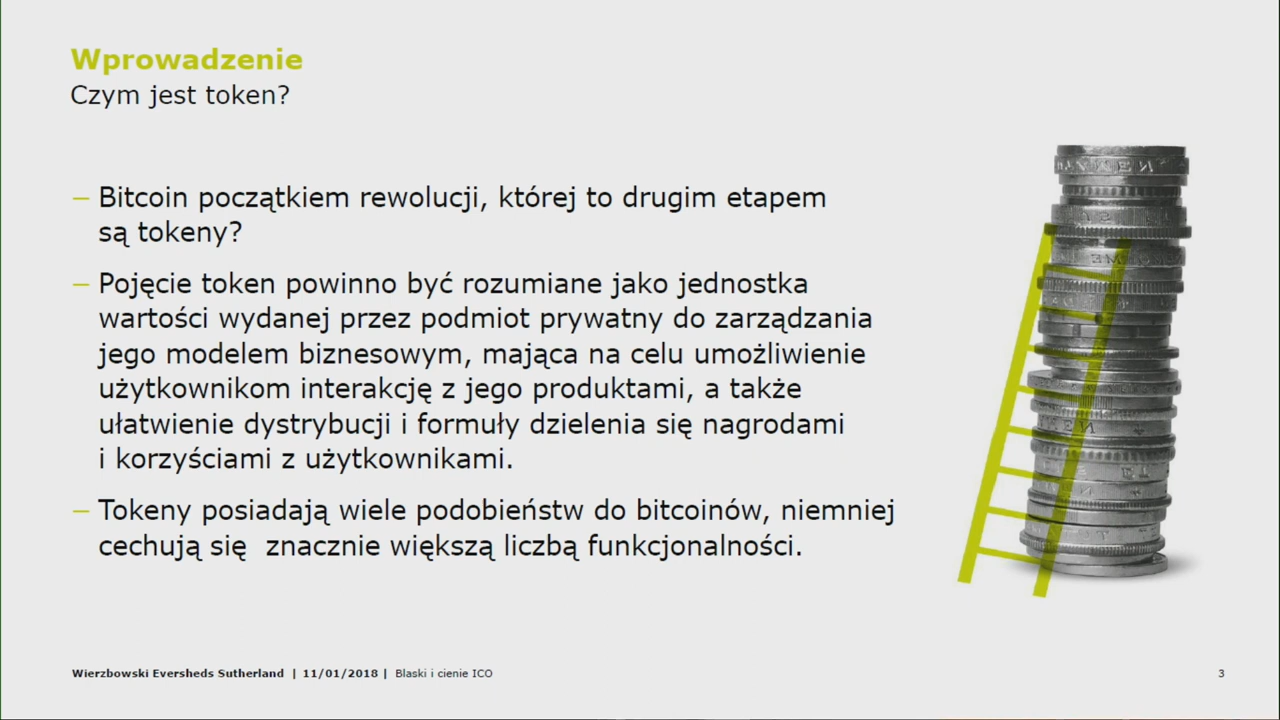 Wprowadzenie
Czym jest token?
– Bitcoin początkiem rewolucji, której to drugim etapem
są tokeny?
– Pojęcie token powinno być rozumiane jako jednostka
wartości wydanej przez podmiot prywatny do zarządzania
jego modelem biznesowym, mająca na celu umożliwienie
użytkownikom interakcję z jego produktami, a także
ułatwienie dystrybucji i formuły dzielenia się nagrodami
i korzyściami z użytkownikami.
– Tokeny posiadają wiele podobieństw do bitcoinów, niemniej
cechują się  znacznie większą liczbą funkcjonalności.
Wierzbowski Eversheds Sutherland | 11/01/2018 | Blaski i cienie ICO
3